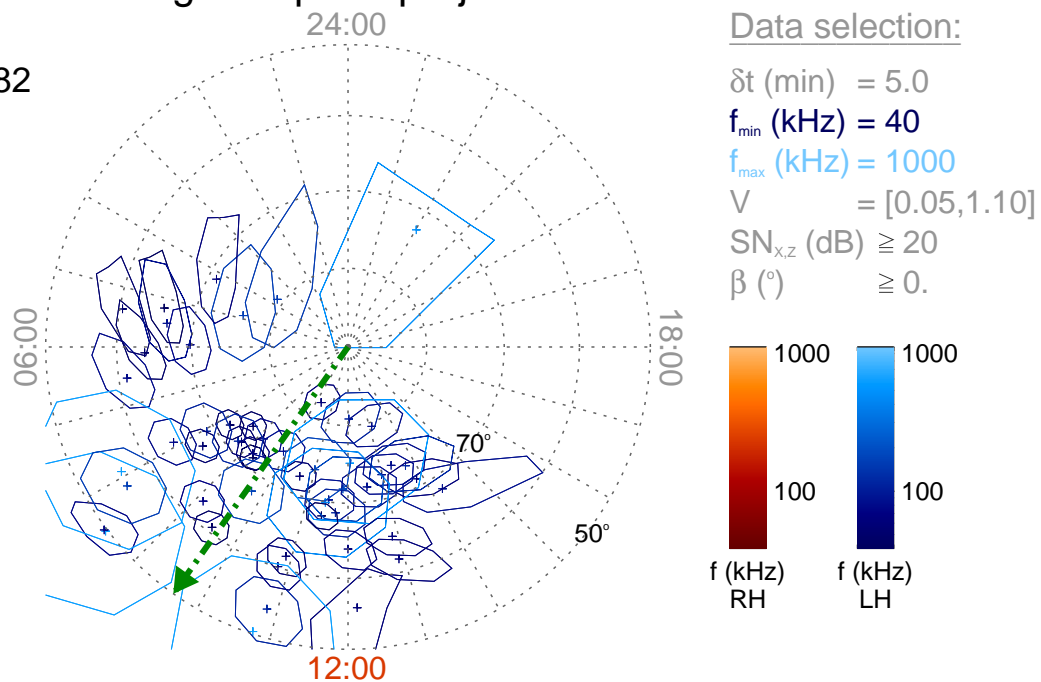 24:00
82
06:00
18:00
70°
50°
12:00
Data selection:
δt (min) = 5.0
fmin (kHz) = 40
fmax (kHz) = 1000
V = [0.05,1.10]
SNX,Z (dB) ≧ 20
β (°) ≧ 0.
1000
100
f (kHz)
RH
1000
100
f (kHz)
LH